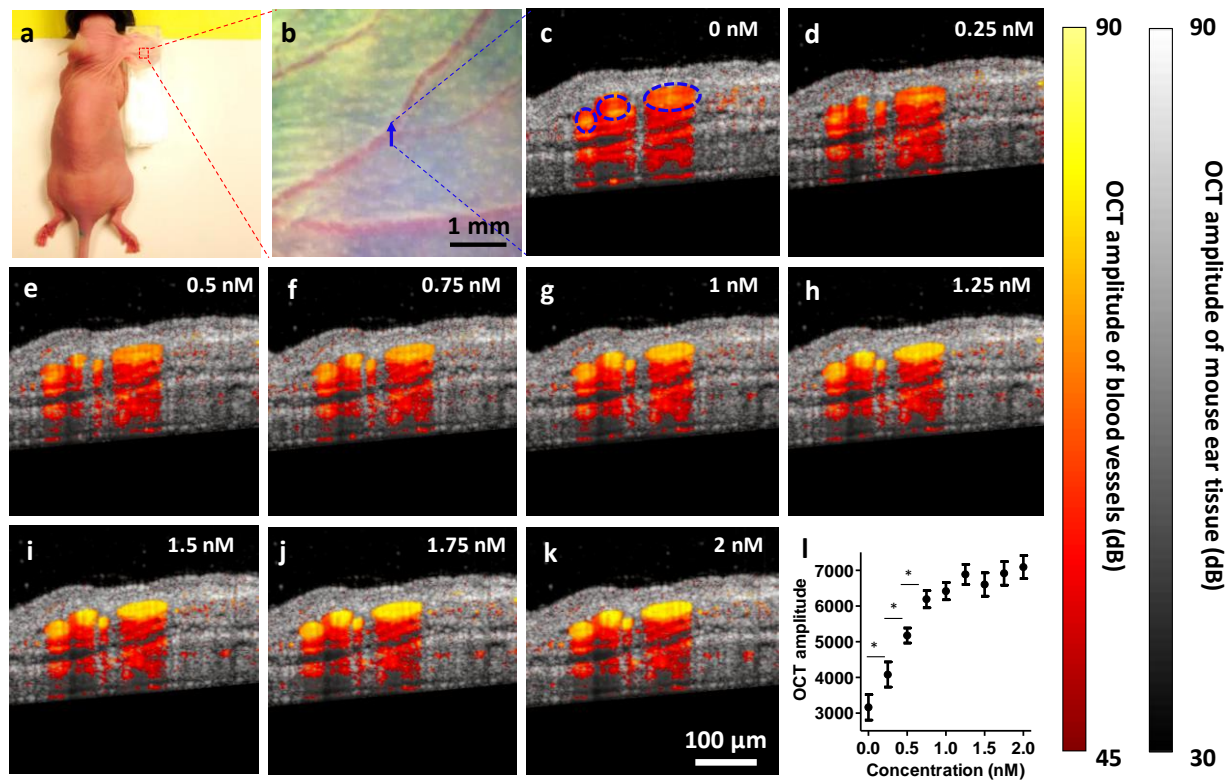 a
b
1 mm
c
0 nM
d
0.25 nM
e
0.5 nM
f
0.75 nM
g
1 nM
h
1.25 nM
i
1.5 nM
j
1.75 nM
k
2 nM
100 µm
l
7000
6000
5000
4000
3000
OCT amplitude
*
*
*
0.0 0.5 1.0 1.5 2.0
Concentration (nM)
90
OCT amplitude of blood vessels (dB)
45
90
OCT amplitude of mouse ear tissue (dB)
30